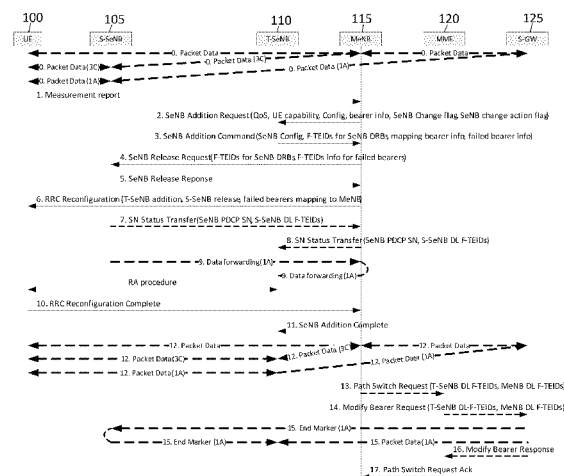 100 105 110 115 120 125
UE S-SeNB T-SeNB MeNB MME S-GW
0. Packet Data 0. Packet Data
0. Packet Data(3C) 0. Packet Data (3C)
0. Packet Data(1A) 0. Packet Data (1A)
1. Measurement report
2. SeNB Addition Request(QoS, UE capability, Config, bearer info, SeNB Change flag, SeNB change action flag)
3. SeNB Addition Command(SeNB Config, F-TEIDs for SeNB DRBs, mapping bearer info, failed bearer info)
4. SeNB Release Request(F-TEIDs for SeNB DRBs, F-TEIDs Info for failed bearers)
5. SeNB Release Reponse
6. RRC Reconfiguration (T-SeNB addition, S-SeNB release, failed bearers mapping to MeNB)
7. SN Status Transfer(SeNB PDCP SN, S-SeNB DL F-TEIDs)
8. SN Status Transfer(SeNB PDCP SN, S-SeNB DL F-TEIDs)
9. Data forwarding(1A)
9. Data forwarding(1A)
RA procedure
10. RRC Reconfiguration Complete
11. SeNB Addition Complete
12. Packet Data 12. Packet Data
12. Packet Data(3C) 12. Packet Data (3C)
12. Packet Data (1A) 12. Packet Data (1A)
13. Path Switch Request (T-SeNB DL F-TEIDs, MeNB DL F-TEIDs)
14. Modify Bearer Request (T-SeNB DL-F-TEIDs, MeNB DL F-TEIDs)
15. End Marker (1A)
15. End Marker (1A) 15. Packet Data(1A)
16. Modify Bearer Response
17. Path Switch Request Ack